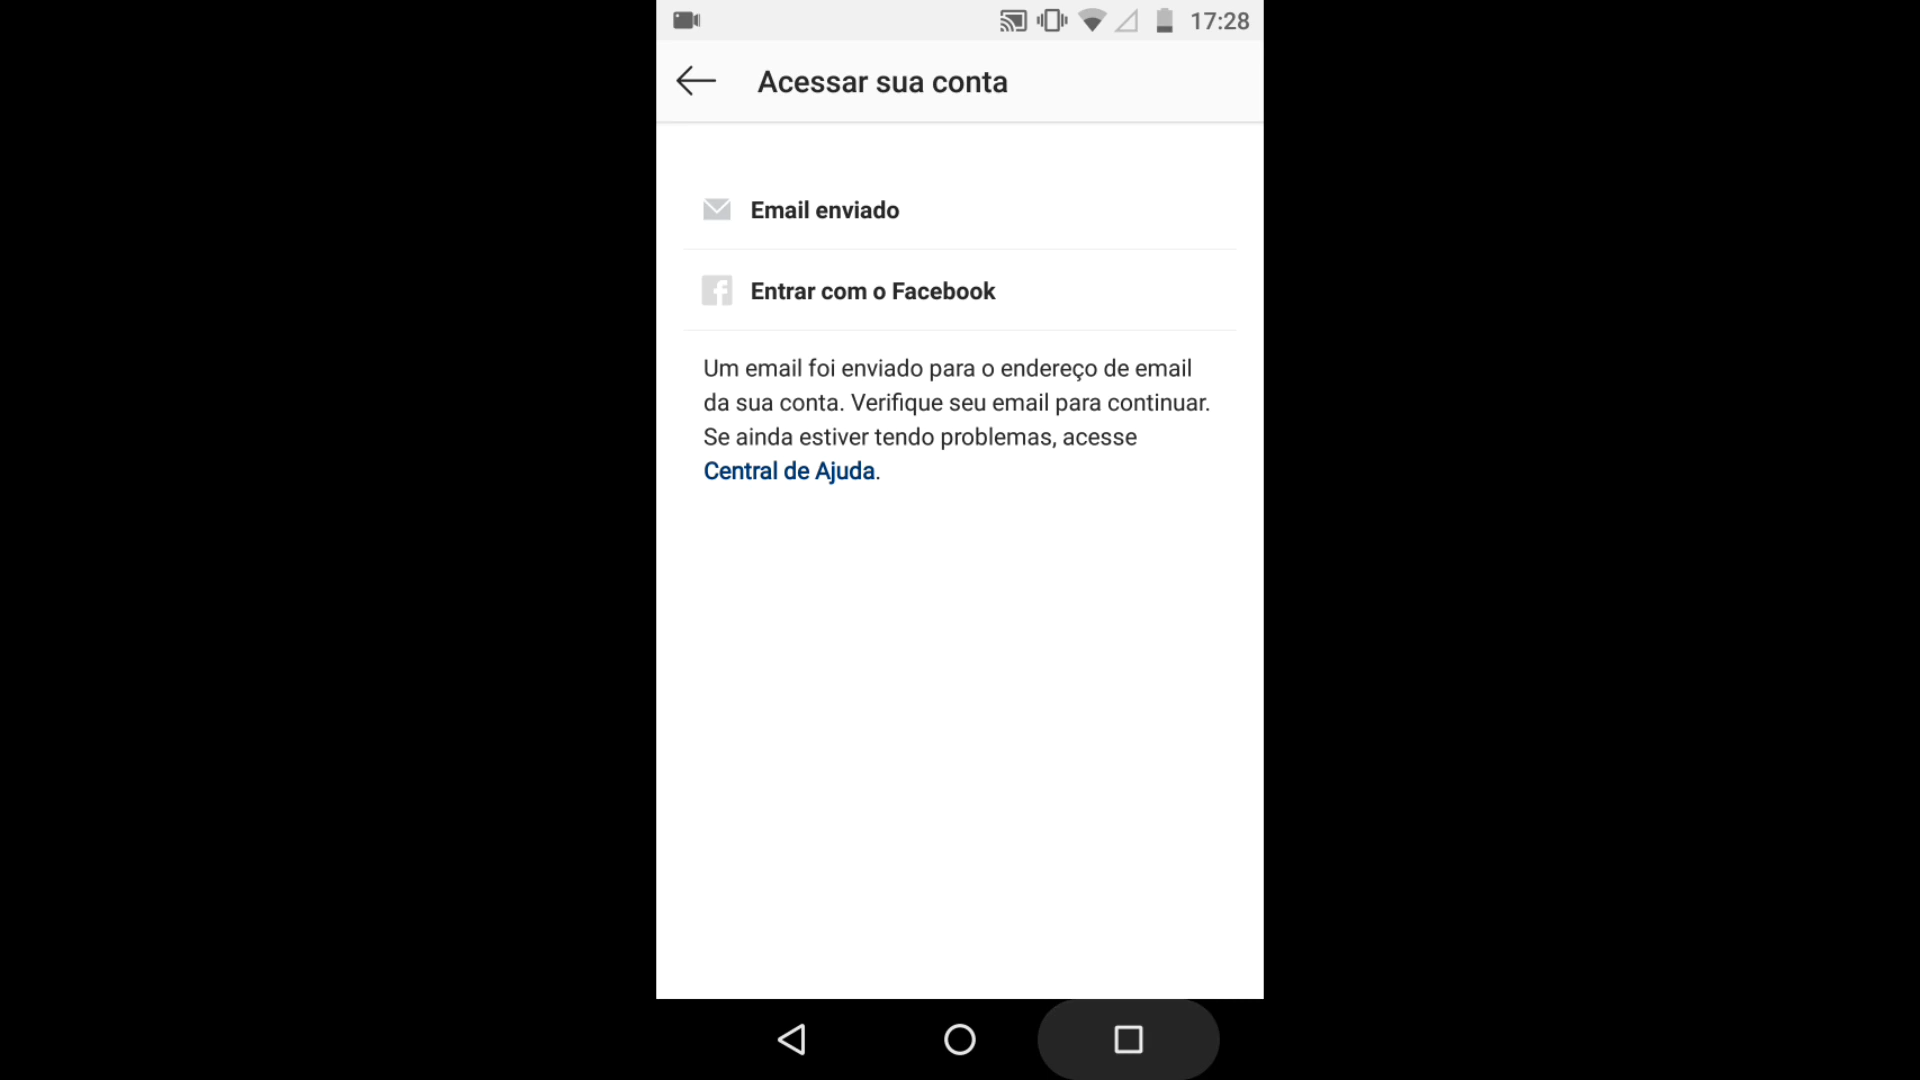 17:28
Acessar sua conta
Email enviado
Entrar com o Facebook
Um email foi enviado para o endereço de email
da sua conta. Verifique seu email para continuar.
Se ainda estiver tendo problemas, acesse
Central de Ajuda.